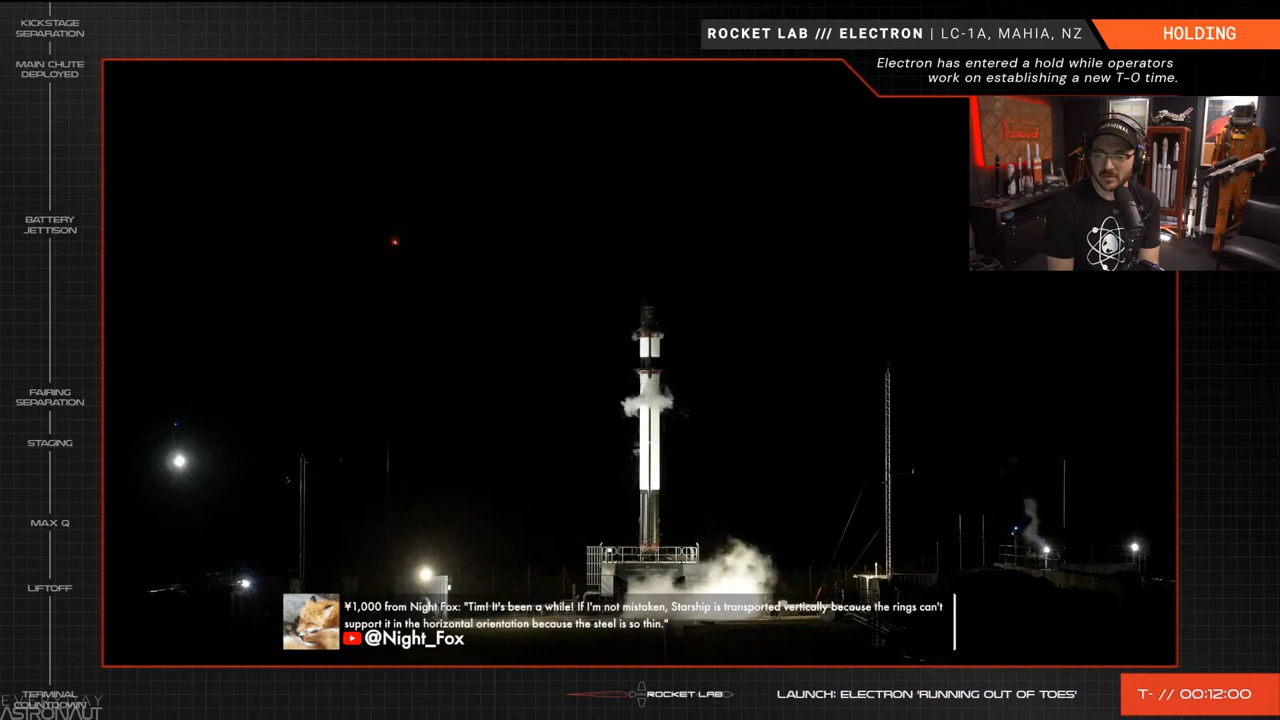 KICKSTAGE
SEPARATION
ROCKET LAB /// ELECTRON | LC-1A, MAHIA, NZ
HOLDING
Electron has entered a hold while operators
work on establishing a new T-0 time.
MAIN CHUTE
DEPLOYED
BATTERY
JETTISON
FAIRING
SEPARATION
STAGING
MAX Q
LIFTOFF
¥1,000 from Night Fox: "Tim! It's been a while! If I'm not mistaken, Starship is transported vertically because the rings can't
support it in the horizontal orientation because the steel is so thin."
@Night_Fox
TERMINAL
COUNTDOWN
EVERYDAY
ASTRONAUT
ROCKET LAB
LAUNCH: ELECTRON 'RUNNING OUT OF TOES'
T- // 00:12:00